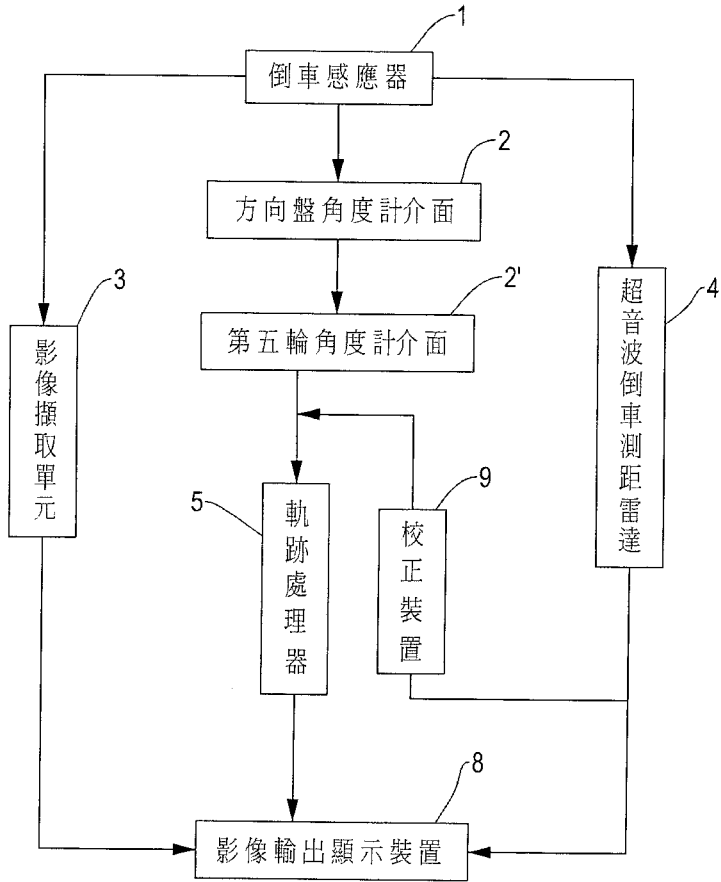 1
倒車感應器
2
方向盤角度計介面
2'
第五輪角度計介面
3
影像擷取單元
4
超音波倒車測距雷達
5
軌跡處理器
9
校正裝置
8
影像輸出顯示裝置